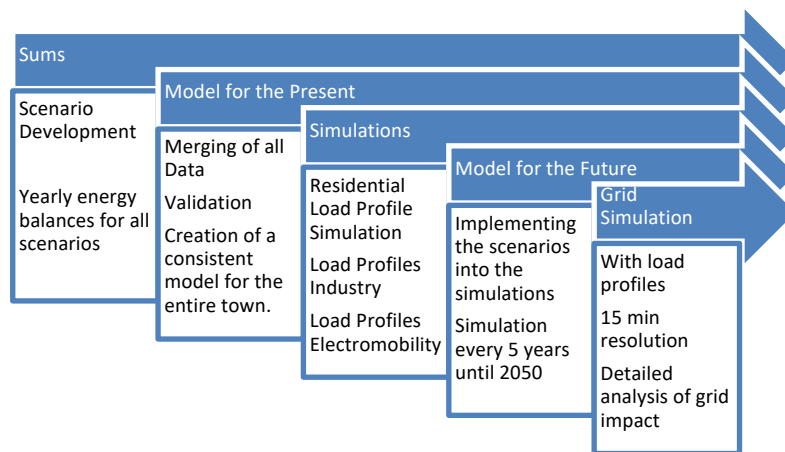 Sums
Scenario
Development
Yearly energy
balances for all
scenarios
Model for the Present
Merging of all
Data
Validation
Creation of a
consistent
model for the
entire town.
Simulations
Residential
Load Profile
Simulation
Load Profiles
Industry
Load Profiles
Electromobility
Model for the Future
Implementing
the scenarios
into the
simulations
Simulation
every 5 years
until 2050
Grid
Simulation
With load
profiles
15 min
resolution
Detailed
analysis of grid
impact